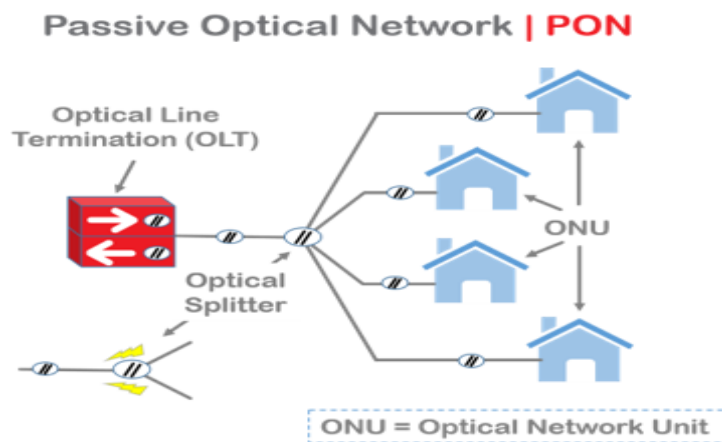 Passive Optical Network | PON
Optical Line
Termination (OLT)
ONU
Optical
Splitter
ONU = Optical Network Unit